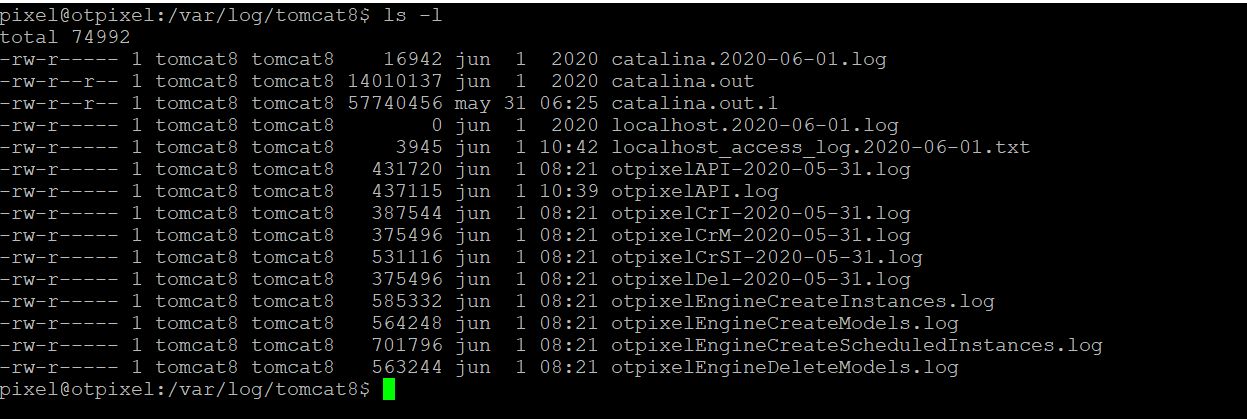 pixel@otpixel:/var/log/tomcat8$ ls -l
total 74992
-rw-r----- 1 tomcat8 tomcat8    16942 jun  1  2020 catalina.2020-06-01.log
-rw-r--r-- 1 tomcat8 tomcat8 14010137 jun  1  2020 catalina.out
-rw-r--r-- 1 tomcat8 tomcat8 57740456 may 31 06:25 catalina.out.1
-rw-r----- 1 tomcat8 tomcat8        0 jun  1  2020 localhost.2020-06-01.log
-rw-r----- 1 tomcat8 tomcat8     3945 jun  1 10:42 localhost_access_log.2020-06-01.txt
-rw-r----- 1 tomcat8 tomcat8   431720 jun  1 08:21 otpixelAPI-2020-05-31.log
-rw-r----- 1 tomcat8 tomcat8   437115 jun  1 10:39 otpixelAPI.log
-rw-r----- 1 tomcat8 tomcat8   387544 jun  1 08:21 otpixelCrI-2020-05-31.log
-rw-r----- 1 tomcat8 tomcat8   375496 jun  1 08:21 otpixelCrM-2020-05-31.log
-rw-r----- 1 tomcat8 tomcat8   531116 jun  1 08:21 otpixelCrSI-2020-05-31.log
-rw-r----- 1 tomcat8 tomcat8   375496 jun  1 08:21 otpixelDel-2020-05-31.log
-rw-r----- 1 tomcat8 tomcat8   585332 jun  1 08:21 otpixelEngineCreateInstances.log
-rw-r----- 1 tomcat8 tomcat8   564248 jun  1 08:21 otpixelEngineCreateModels.log
-rw-r----- 1 tomcat8 tomcat8   701796 jun  1 08:21 otpixelEngineCreateScheduledInstances.log
-rw-r----- 1 tomcat8 tomcat8   563244 jun  1 08:21 otpixelEngineDeleteModels.log
pixel@otpixel:/var/log/tomcat8$